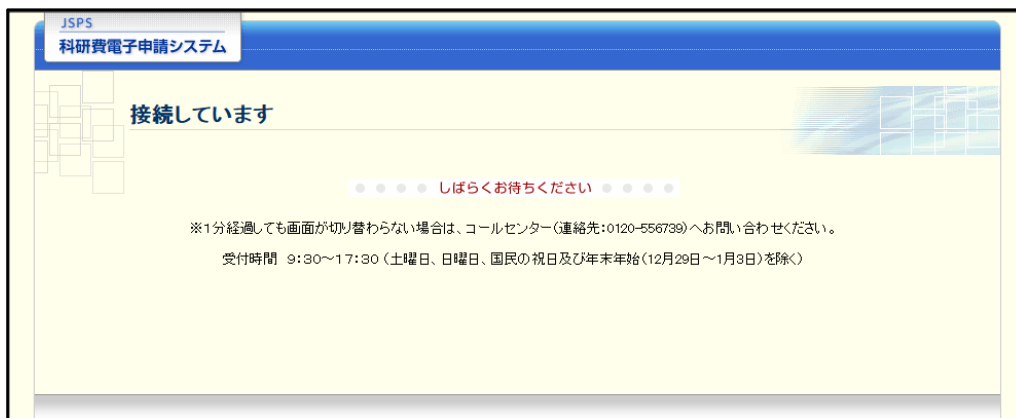 JSPS
科研費電子申請システム
接続しています
しばらくお待ちください
※1分経過しても画面が切り替わらない場合は、コールセンター(連絡先:0120-556739)へお問い合わせください。
受付時間 9:30～17:30 (土曜日、日曜日、国民の祝日及び年末年始(12月29日～1月3日)を除く)